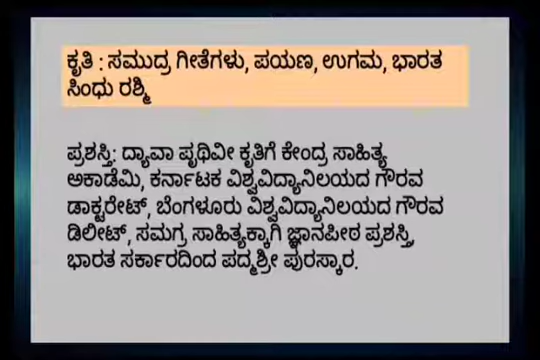 ಕೃತಿ : ಸಮುದ್ರ ಗೀತೆಗಳು, ಪಯಣ, ಉಗಮ, ಭಾರತ
ಸಿಂಧು ರಶ್ಮಿ
ಪ್ರಶಸ್ತಿ: ದ್ಯಾವಾ ಪೃಥಿವೀ ಕೃತಿಗೆ ಕೇಂದ್ರ ಸಾಹಿತ್ಯ
ಅಕಾಡೆಮಿ, ಕರ್ನಾಟಕ ವಿಶ್ವವಿದ್ಯಾನಿಲಯದ ಗೌರವ
ಡಾಕ್ಟರೇಟ್, ಬೆಂಗಳೂರು ವಿಶ್ವವಿದ್ಯಾನಿಲಯದ ಗೌರವ
ಡಿಲೀಟ್, ಸಮಗ್ರ ಸಾಹಿತ್ಯಕ್ಕಾಗಿ ಜ್ಞಾನಪೀಠ ಪ್ರಶಸ್ತಿ,
ಭಾರತ ಸರ್ಕಾರದಿಂದ ಪದ್ಮಶ್ರೀ ಪುರಸ್ಕಾರ.